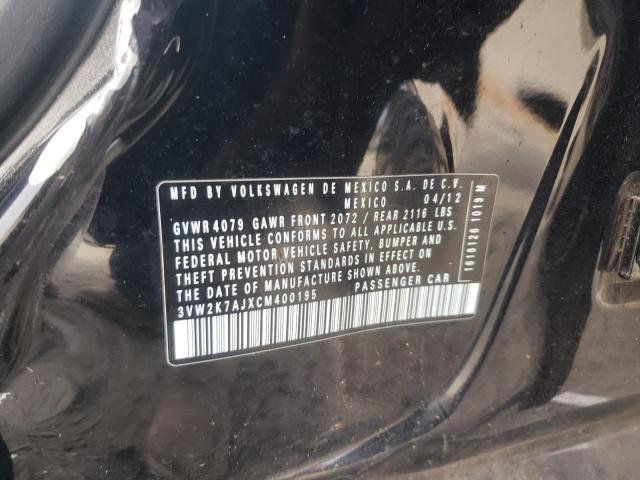 MFD BY VOLKSWAGEN DE MEXICO S.A. DE C.V.
MEXICO 04/12
GVWR 4079 GAWR FRONT 2072 / REAR 2116 LBS
THIS VEHICLE CONFORMS TO ALL APPLICABLE U.S.
FEDERAL MOTOR VEHICLE SAFETY, BUMPER AND
THEFT PREVENTION STANDARDS IN EFFECT ON
THE DATE OF MANUFACTURE SHOWN ABOVE.
3VW2K7AJXCM400195 PASSENGER CAR
1610126 1019 M